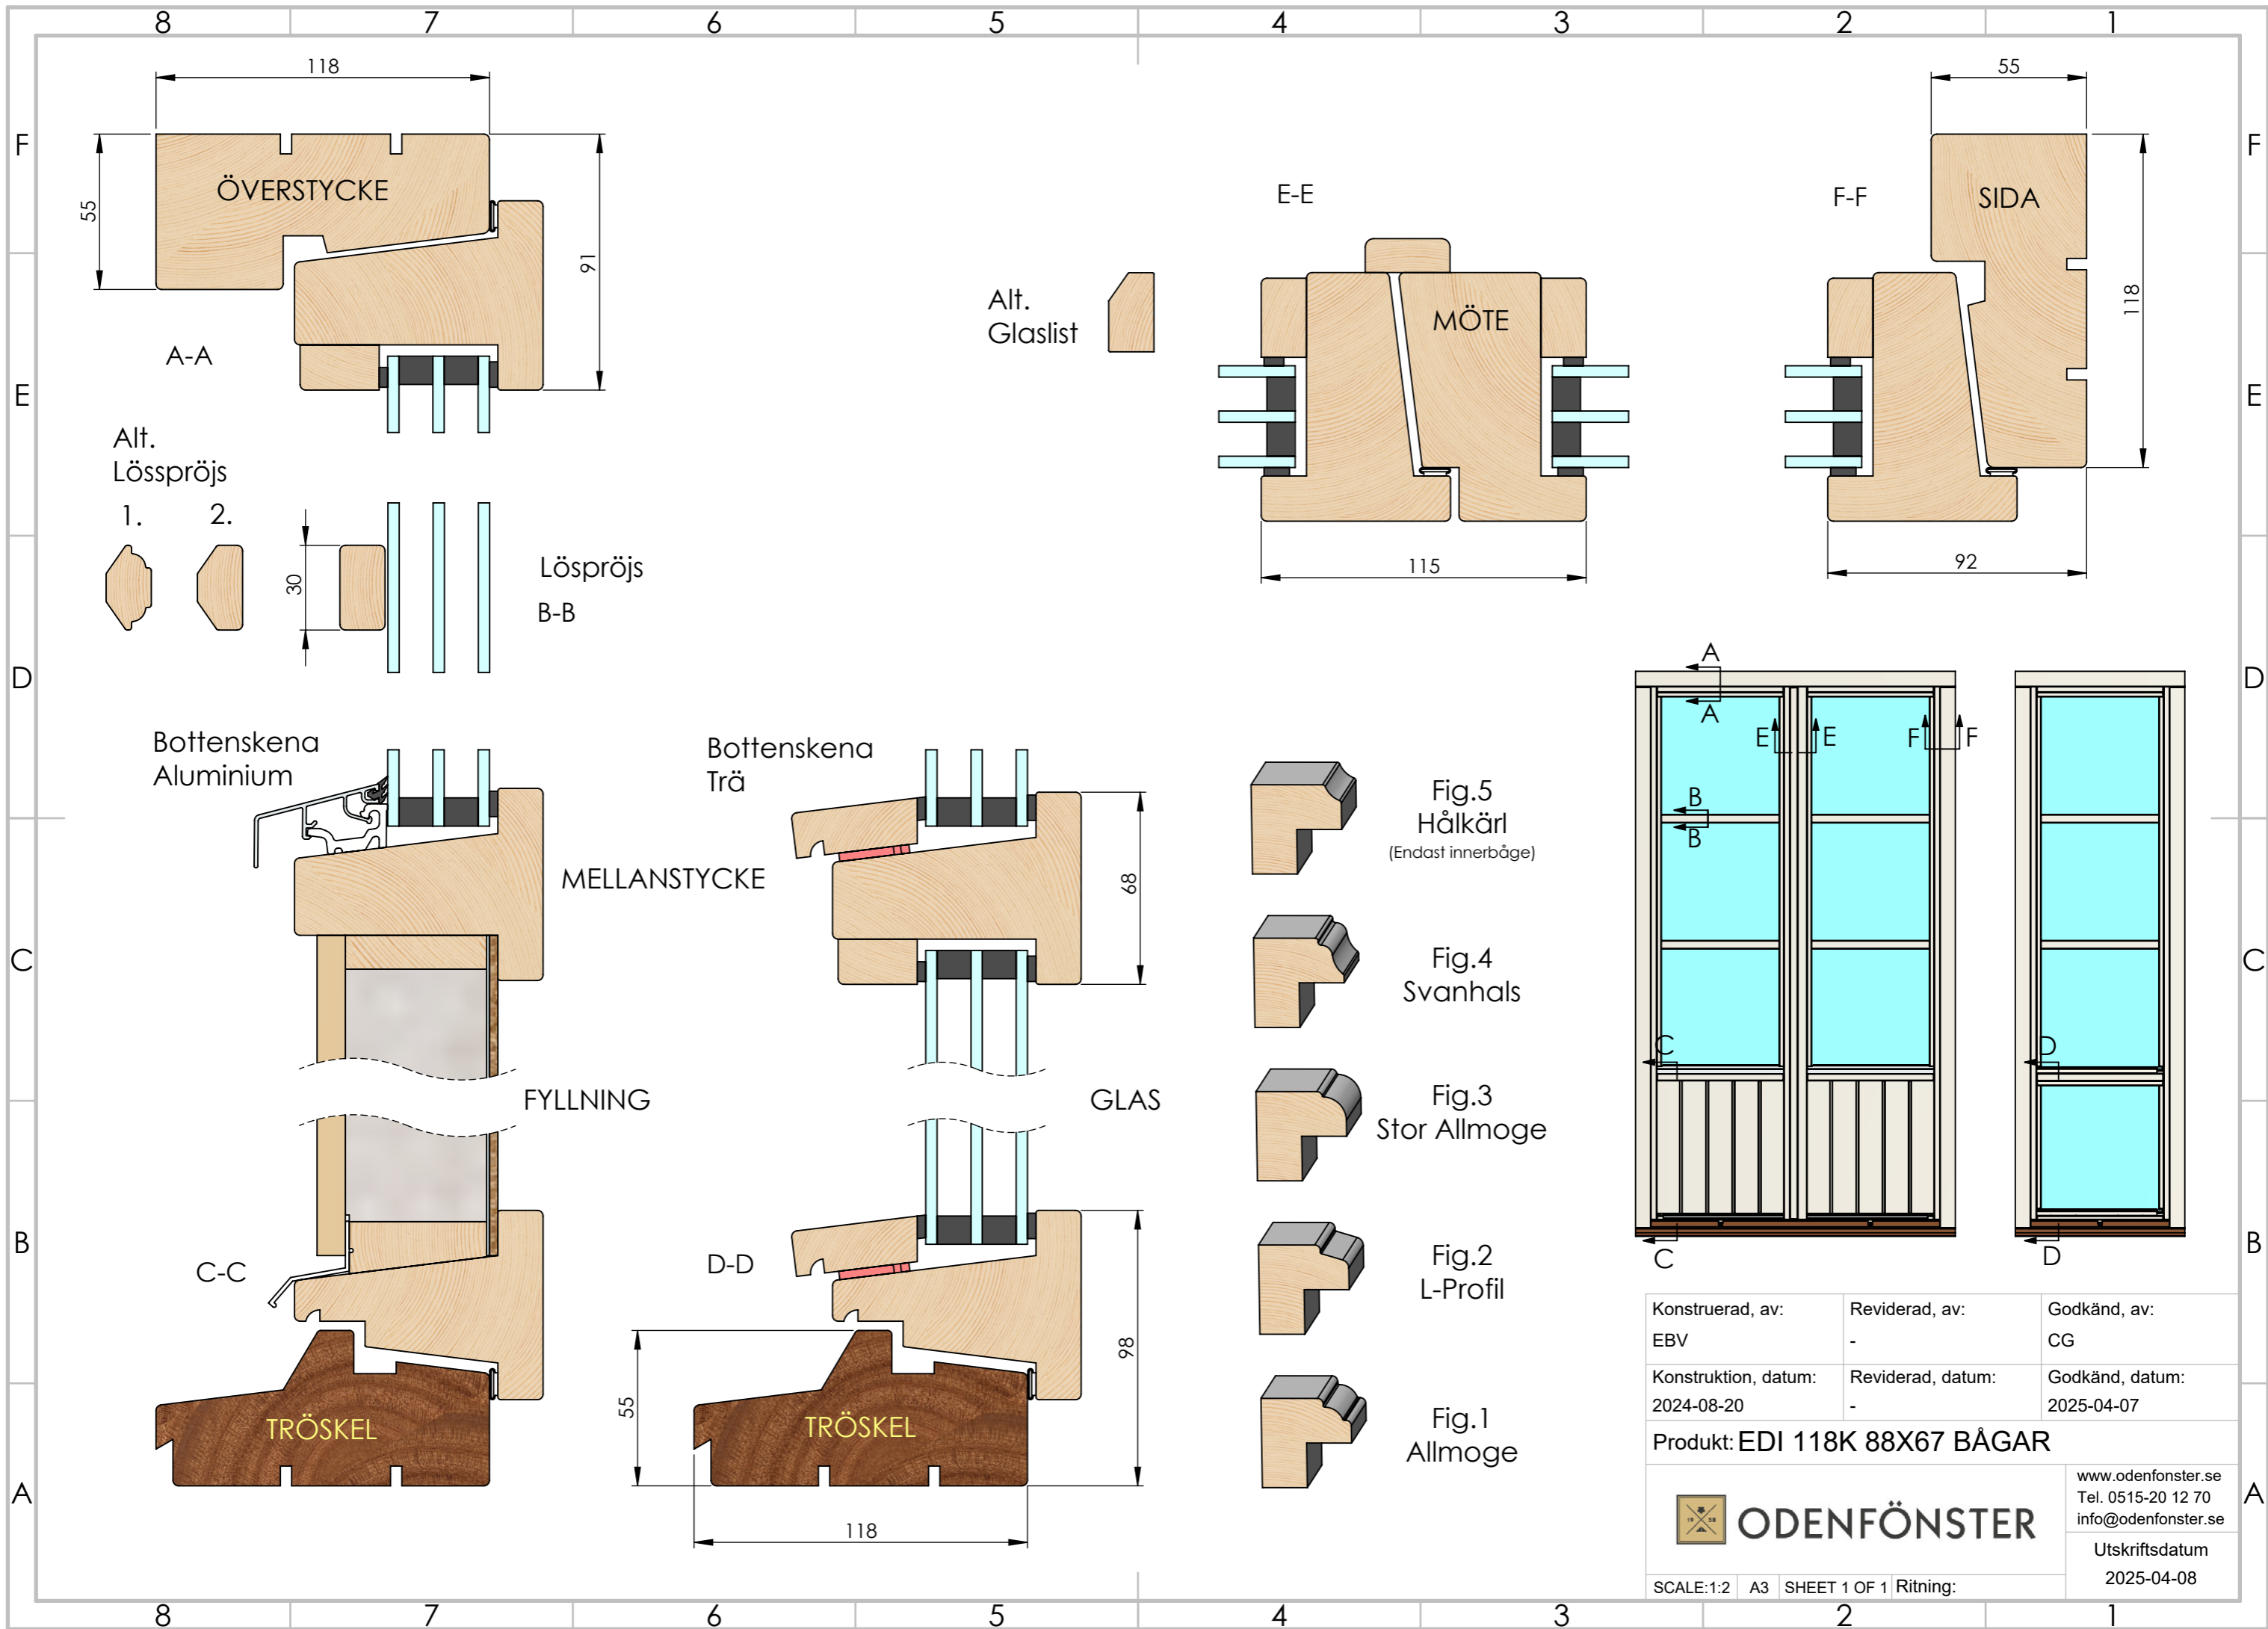 8 7 6 5 4 3 2 1
F
E
D
C
B
A
F
E
D
C
B
A
118
55
ÖVERSTYCKE
91
A-A
Alt.
Lösspröjs
1. 2.
30
Löspröjs
B-B
E-E
Alt.
Glaslist
MÖTE
115
55
F-F
SIDA
118
92
Bottenskena
Aluminium
MELLANSTYCKE
FYLLNING
C-C
TRÖSKEL
Bottenskena
Trä
68
GLAS
D-D
98
55
TRÖSKEL
118
Fig.5
Hålkärl
(Endast innerbåge)
Fig.4
Svanhals
Fig.3
Stor Allmoge
Fig.2
L-Profil
Fig.1
Allmoge
A
A
E E
F F
B
B
C
C
D
D
Konstruerad, av: Reviderad, av: Godkänd, av:
EBV - CG
Konstruktion, datum: Reviderad, datum: Godkänd, datum:
2024-08-20 - 2025-04-07
Produkt: EDI 118K 88X67 BÅGAR
19 58
ODENFÖNSTER
www.odenfonster.se
Tel. 0515-20 12 70
info@odenfonster.se
Utskriftsdatum
2025-04-08
SCALE:1:2 A3 SHEET 1 OF 1 Ritning:
8 7 6 5 4 3 2 1